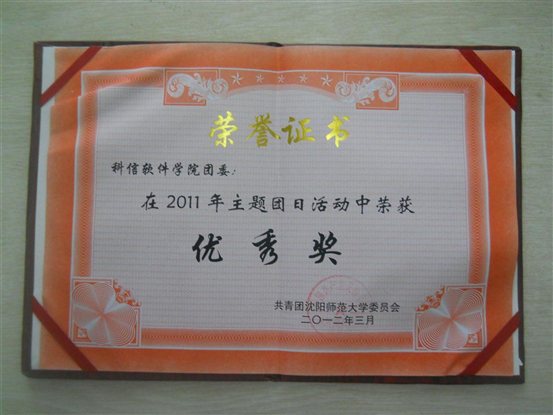 荣誉证书
科信软件学院团委：
在2011年主题团日活动中荣获
优秀奖
共青团沈阳师范大学委员会
二〇一二年三月